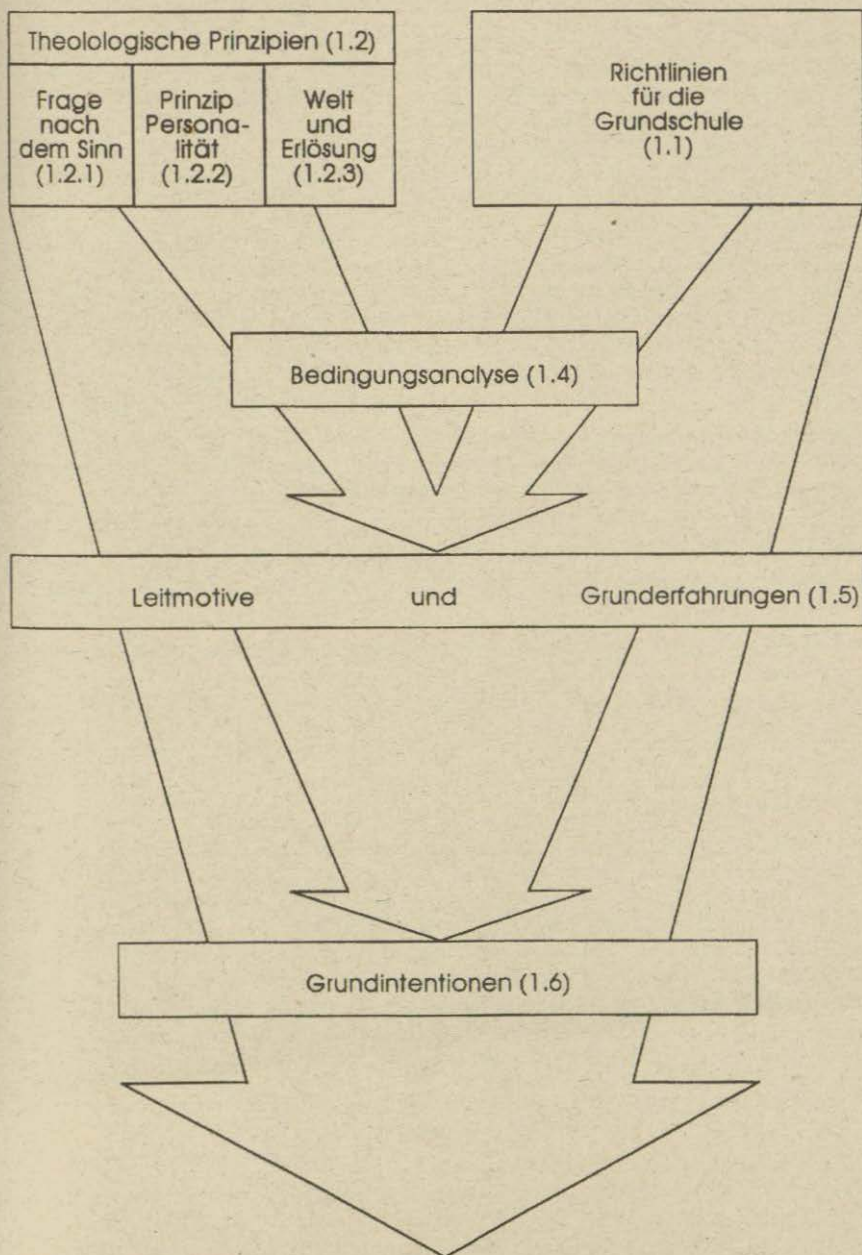 Theolologische Prinzipien (1.2)
Frage
nach
dem Sinn
(1.2.1)
Prinzip
Persona-
lität
(1.2.2)
Welt
und
Erlösung
(1.2.3)
Richtlinien
für die
Grundschule
(1.1)
Bedingungsanalyse (1.4)
Leitmotive und Grunderfahrungen (1.5)
Grundintentionen (1.6)